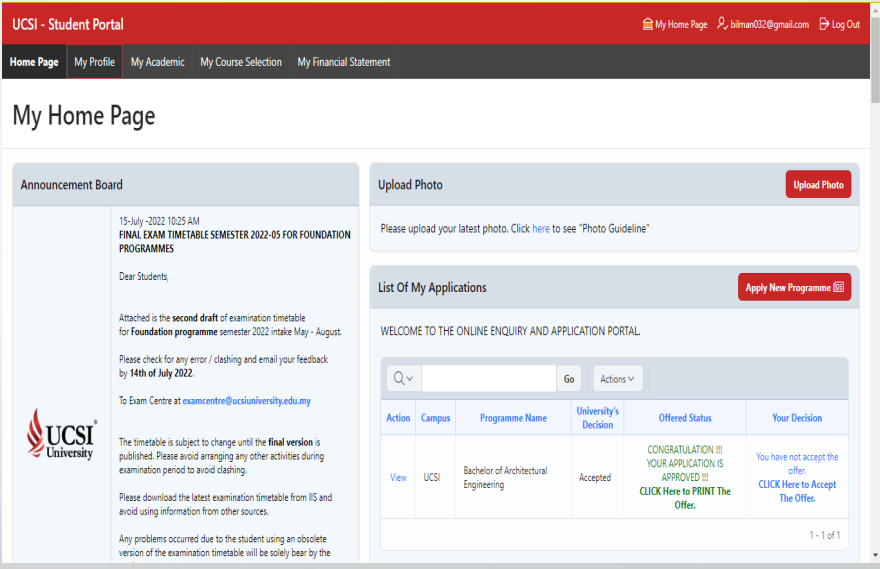 UCSI - Student Portal
My Home Page
bilman032@gmail.com
Log Out
Home Page
My Profile
My Academic
My Course Selection
My Financial Statement
My Home Page
Announcement Board
15-July -2022 10:25 AM
FINAL EXAM TIMETABLE SEMESTER 2022-05 FOR FOUNDATION
PROGRAMMES
Dear Students,
Attached is the second draft of examination timetable
for Foundation programme semester 2022 intake May - August.
Please check for any error / clashing and email your feedback
by 14th of July 2022.
To Exam Centre at examcentre@ucsiuniversity.edu.my
The timetable is subject to change until the final version is
published. Please avoid arranging any other activities during
examination period to avoid clashing.
Please download the latest examination timetable from IIS and
avoid using information from other sources.
Any problems occurred due to the student using an obsolete
version of the examination timetable will be solely bear by the
UCSI
University
Upload Photo
Upload Photo
Please upload your latest photo. Click here to see "Photo Guideline"
List Of My Applications
Apply New Programme
WELCOME TO THE ONLINE ENQUIRY AND APPLICATION PORTAL.
Go
Actions
Action
Campus
Programme Name
University's
Decision
Offered Status
Your Decision
View
UCSI
Bachelor of Architectural
Engineering
Accepted
CONGRATULATION !!!
YOUR APPLICATION IS
APPROVED !!!
CLICK Here to PRINT The
Offer.
You have not accept the
offer.
CLICK Here to Accept
The Offer.
1 - 1 of 1